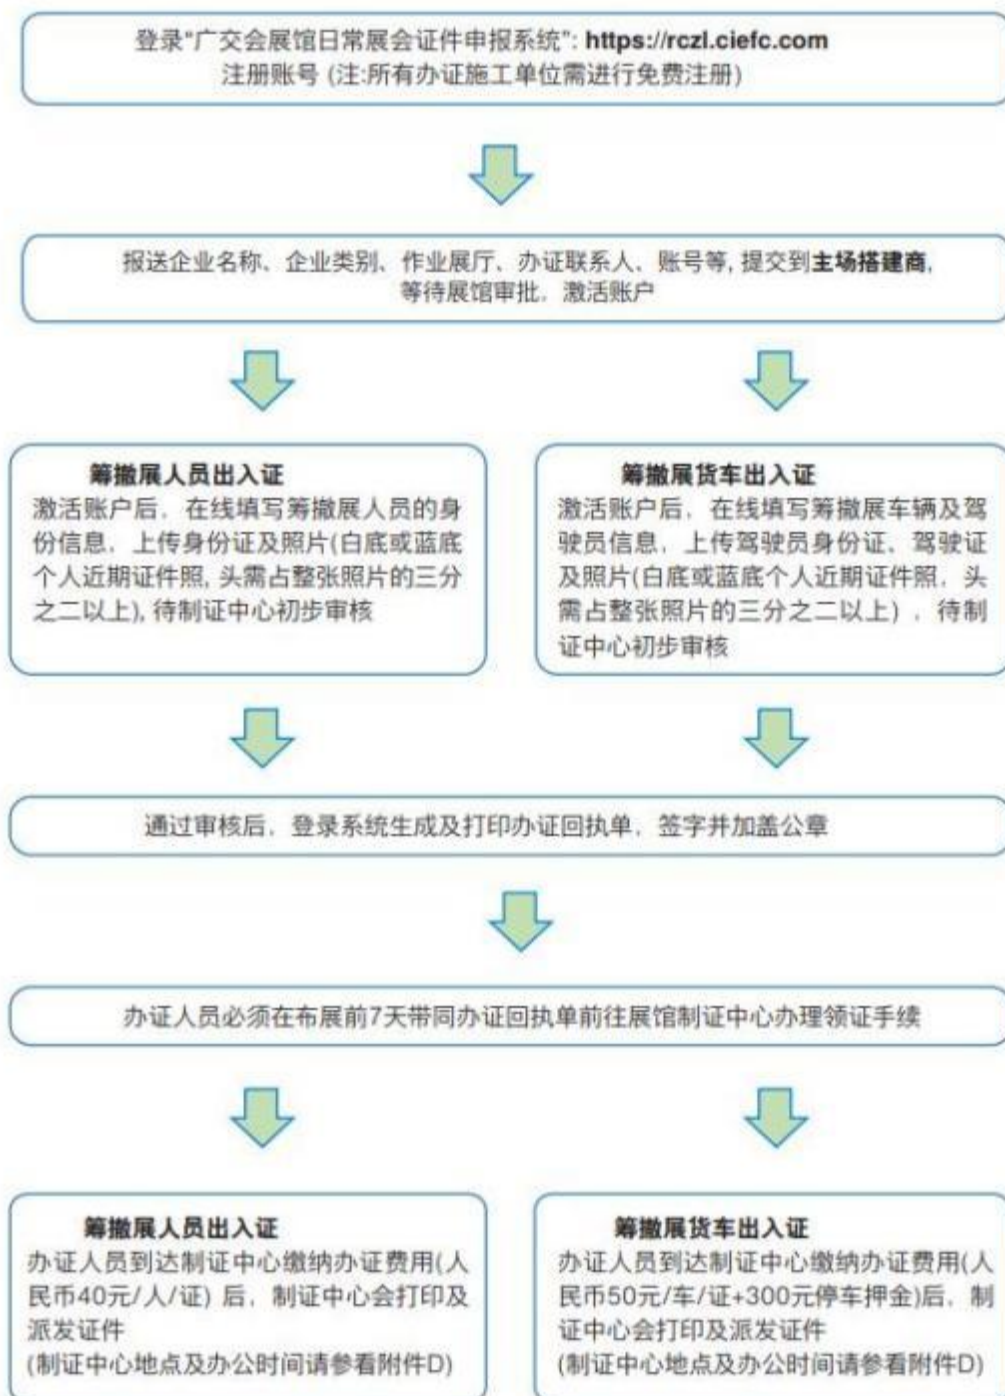 登录“广交会展馆日常展会证件申报系统”: https://rczl.ciefc.com
注册账号 (注:所有办证施工单位需进行免费注册)
报送企业名称、企业类别、作业展厅、办证联系人、账号等, 提交到主场搭建商,
等待展馆审批, 激活账户
筹撤展人员出入证
激活账户后, 在线填写筹撤展人员的身
份信息, 上传身份证及照片(白底或蓝底
个人近期证件照, 头需占整张照片的三分
之二以上), 待制证中心初步审核
筹撤展货车出入证
激活账户后, 在线填写筹撤展车辆及驾
驶员信息, 上传驾驶员身份证、驾驶证
及照片(白底或蓝底个人近期证件照, 头
需占整张照片的三分之二以上) , 待制
证中心初步审核
通过审核后, 登录系统生成及打印办证回执单, 签字并加盖公章
办证人员必须在布展前7天带同办证回执单前往展馆制证中心办理领证手续
筹撤展人员出入证
办证人员到达制证中心缴纳办证费用(人
民币40元/人/证) 后, 制证中心会打印及
派发证件
(制证中心地点及办公时间请参看附件D)
筹撤展货车出入证
办证人员到达制证中心缴纳办证费用(人
民币50元/车/证+300元停车押金)后, 制
证中心会打印及派发证件
(制证中心地点及办公时间请参看附件D)